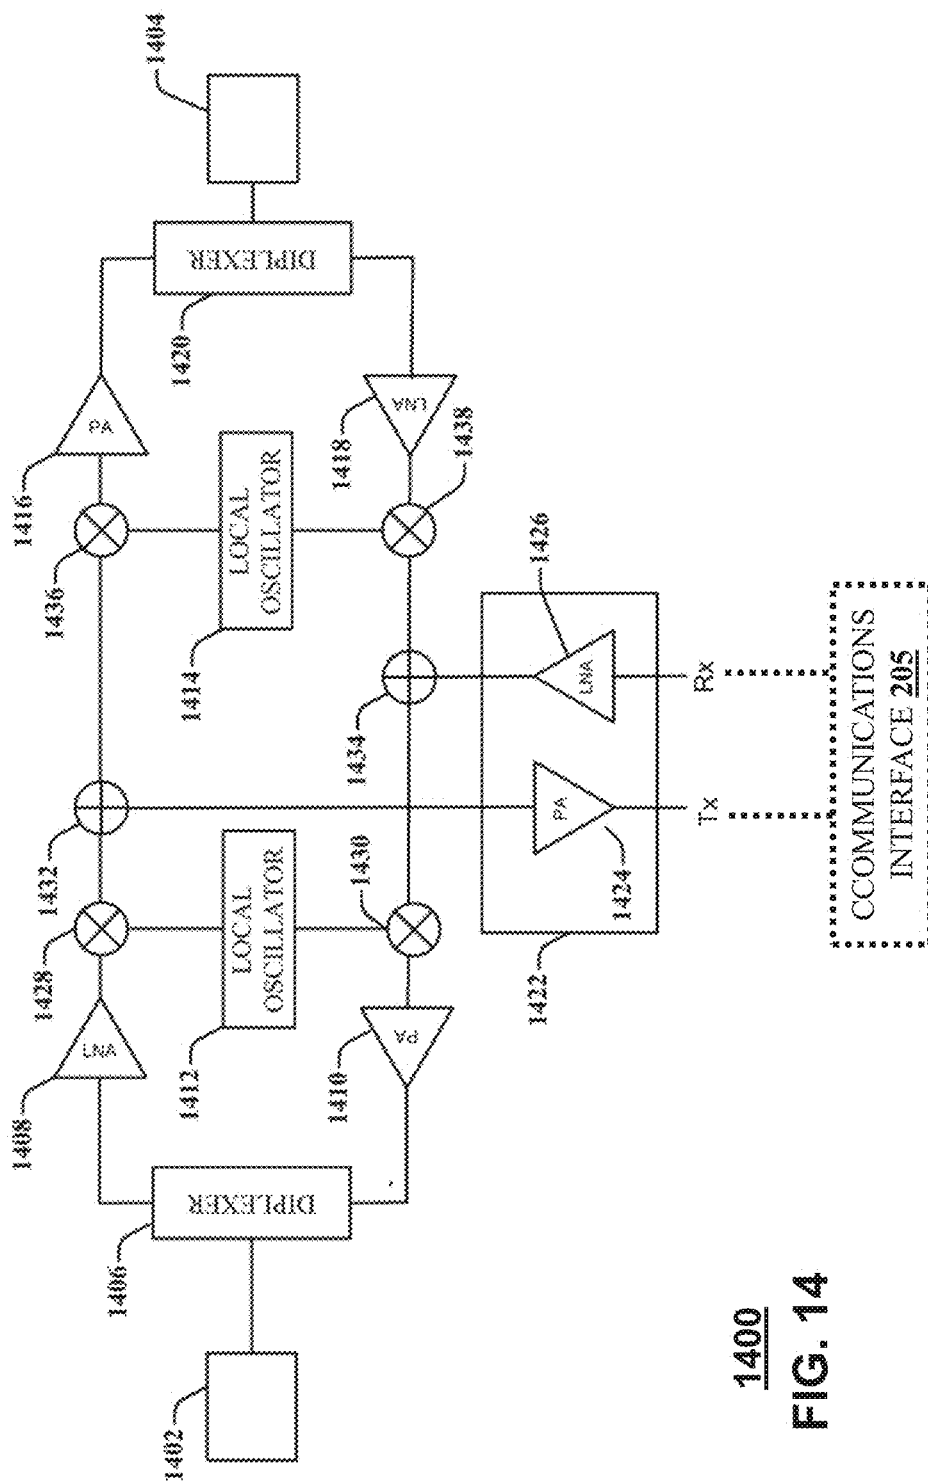 1404
1416
PA
DIPLEXER
1420
1436
LOCAL
OSCILLATOR
1414
LNA
1418
1438
1432
1434
LNA
1426
Rx
1428
LOCAL
OSCILLATOR
1412
1430
PA
1424
Tx
1422
CCOMMUNICATIONS
INTERFACE 205
1408
LNA
PA
1410
DIPLEXER
1406
1402
1400
FIG. 14